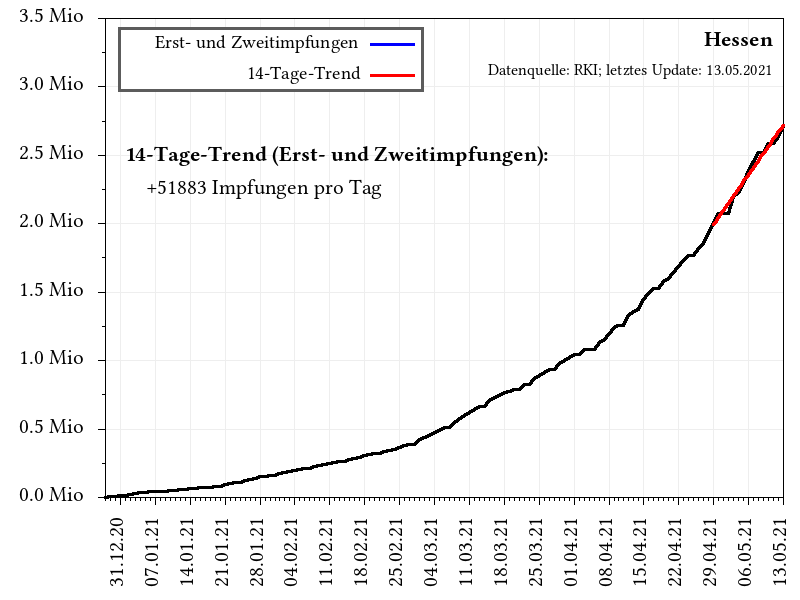 3.5 Mio
3.0 Mio
2.5 Mio
2.0 Mio
1.5 Mio
1.0 Mio
0.5 Mio
0.0 Mio
Erst- und Zweitimpfungen
14-Tage-Trend
Hessen
Datenquelle: RKI; letztes Update: 13.05.2021
14-Tage-Trend (Erst- und Zweitimpfungen):
+51883 Impfungen pro Tag
31.12.20
07.01.21
14.01.21
21.01.21
28.01.21
04.02.21
11.02.21
18.02.21
25.02.21
04.03.21
11.03.21
18.03.21
25.03.21
01.04.21
08.04.21
15.04.21
22.04.21
29.04.21
06.05.21
13.05.21